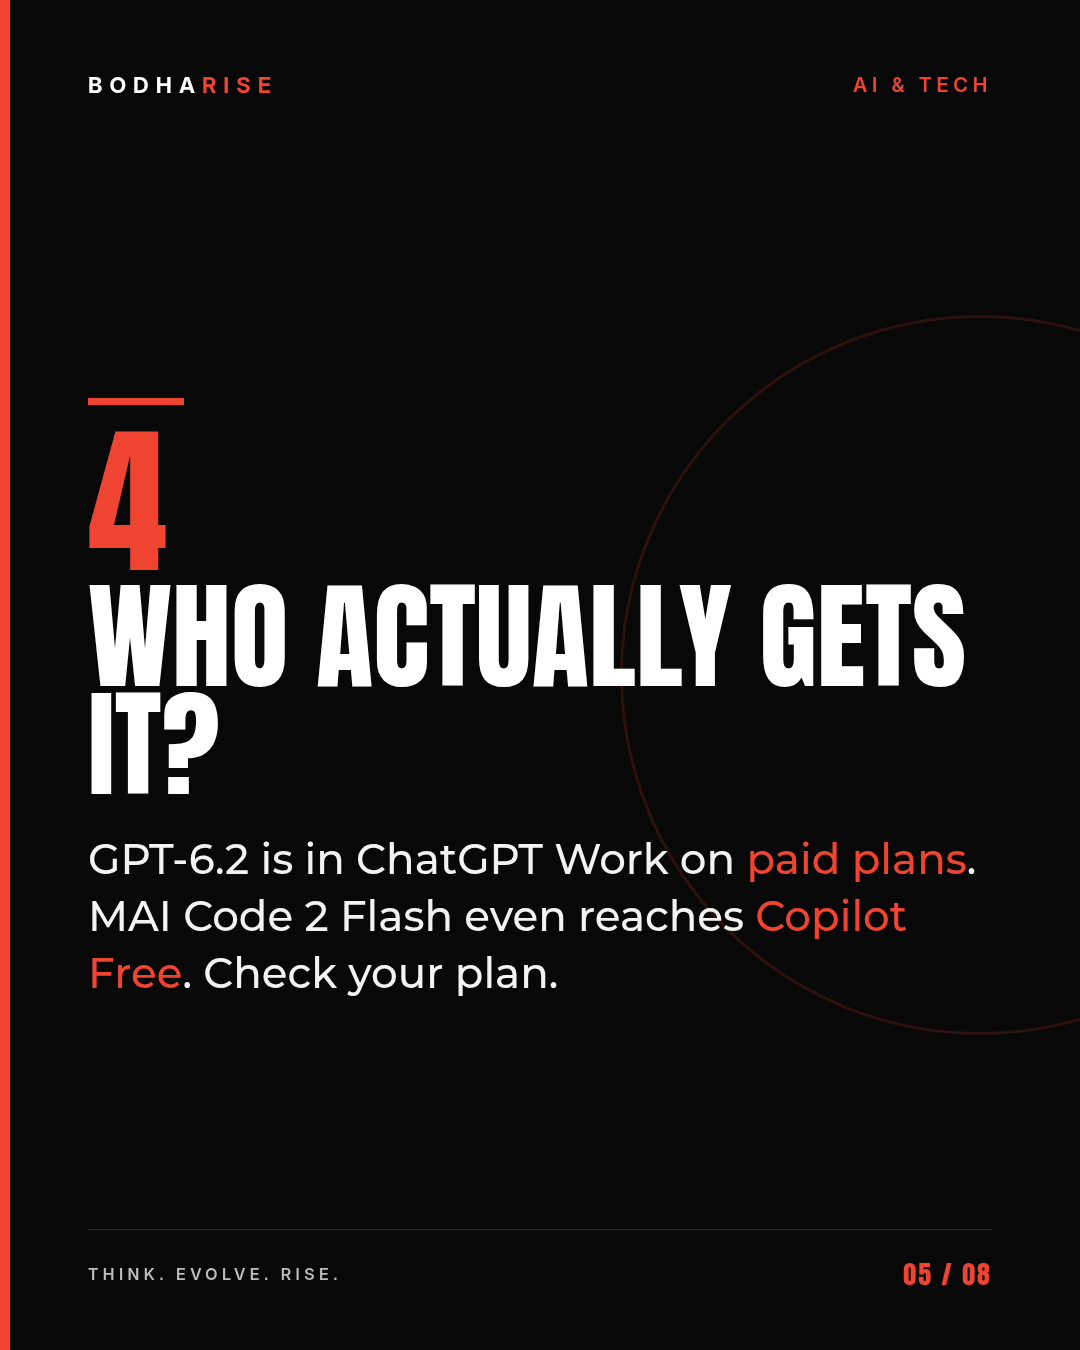 BODHARISE
AI & TECH
4
WHO ACTUALLY GETS
IT?
GPT-6.2 is in ChatGPT Work on paid plans.
MAI Code 2 Flash even reaches Copilot
Free. Check your plan.
THINK. EVOLVE. RISE.
05 / 08